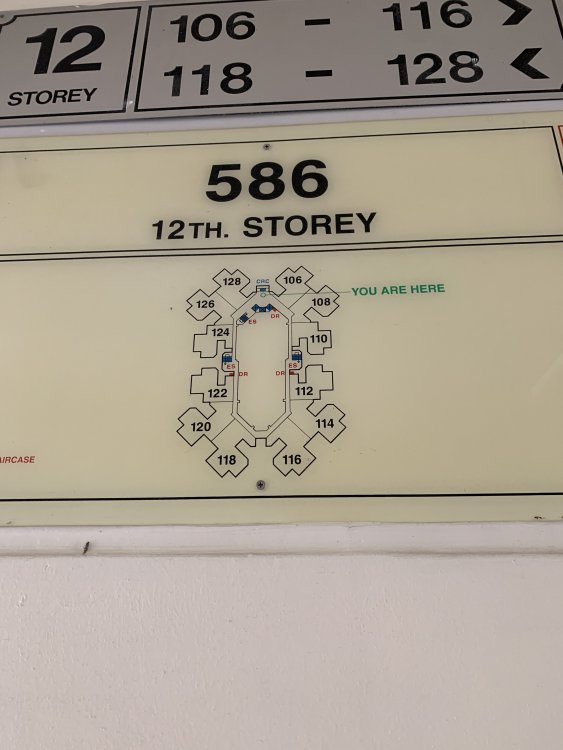 12
STOREY
106 - 116 >
118 - 128 <
586
12TH. STOREY
CRC
128
106
YOU ARE HERE
126
108
ES
DR
124
110
ES
DR
DR
ES
122
112
120
114
118
116
AIRCASE